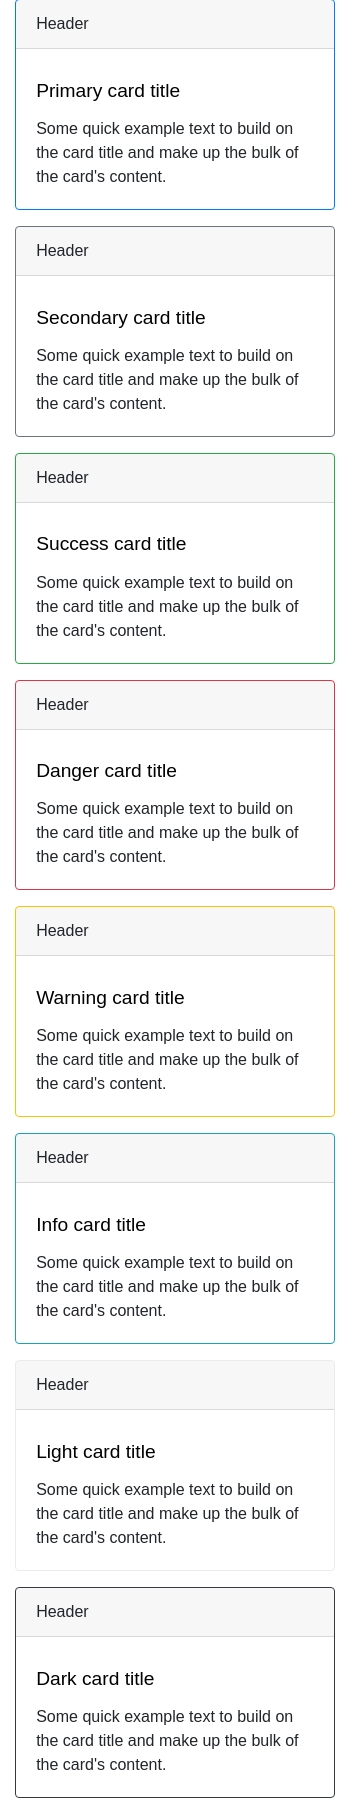 Header
Primary card title
Some quick example text to build on
the card title and make up the bulk of
the card's content.
Header
Secondary card title
Some quick example text to build on
the card title and make up the bulk of
the card's content.
Header
Success card title
Some quick example text to build on
the card title and make up the bulk of
the card's content.
Header
Danger card title
Some quick example text to build on
the card title and make up the bulk of
the card's content.
Header
Warning card title
Some quick example text to build on
the card title and make up the bulk of
the card's content.
Header
Info card title
Some quick example text to build on
the card title and make up the bulk of
the card's content.
Header
Light card title
Some quick example text to build on
the card title and make up the bulk of
the card's content.
Header
Dark card title
Some quick example text to build on
the card title and make up the bulk of
the card's content.